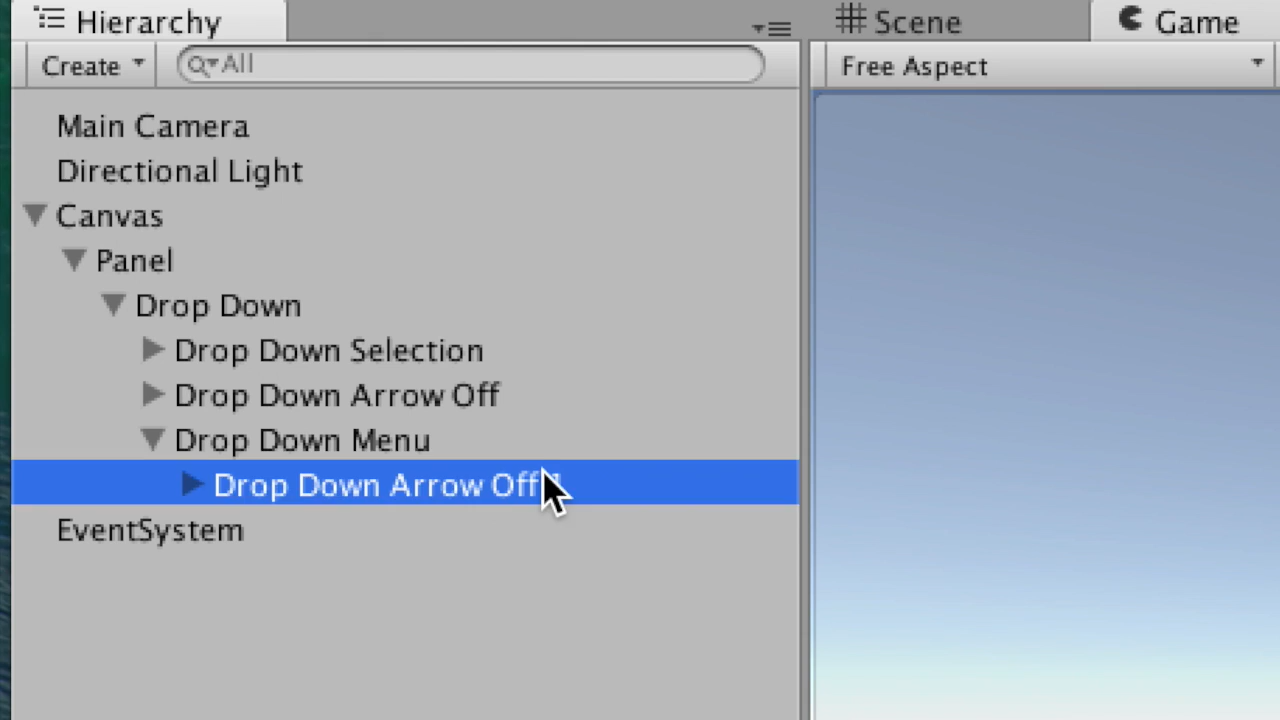 Hierarchy
Scene
Game
Create
All
Free Aspect
Main Camera
Directional Light
Canvas
Panel
Drop Down
Drop Down Selection
Drop Down Arrow Off
Drop Down Menu
Drop Down Arrow Off
EventSystem